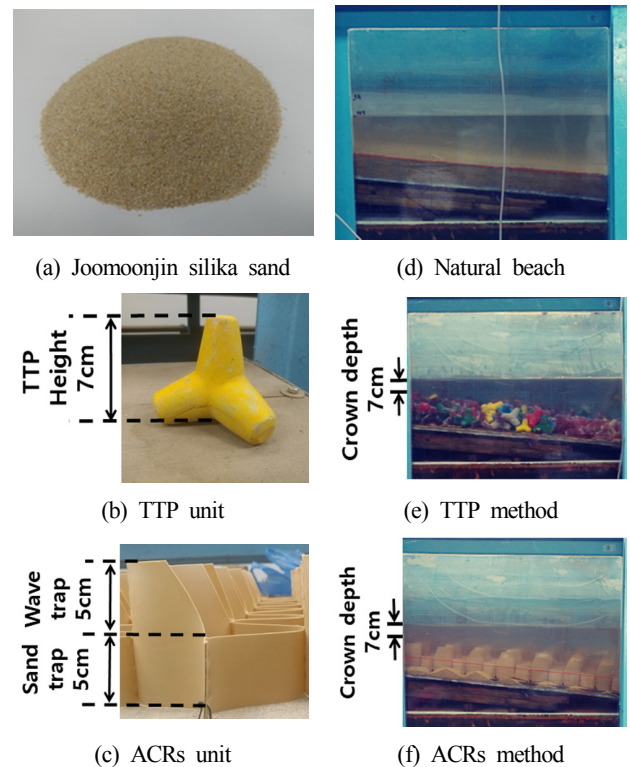 (a) Joomoonjin silika sand
(d) Natural beach
TTP
Height
7cm
(b) TTP unit
Crown depth
7cm
(e) TTP method
Wave
trap
5cm
Sand
trap
5cm
(c) ACRs unit
Crown depth
7cm
(f) ACRs method